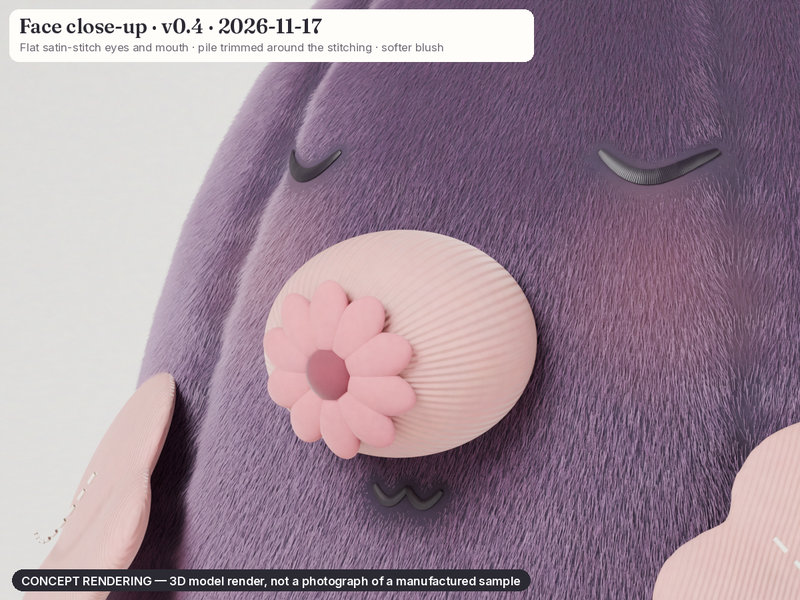 Face close-up · v0.4 · 2026-11-17
Flat satin-stitch eyes and mouth · pile trimmed around the stitching · softer blush
CONCEPT RENDERING — 3D model render, not a photograph of a manufactured sample